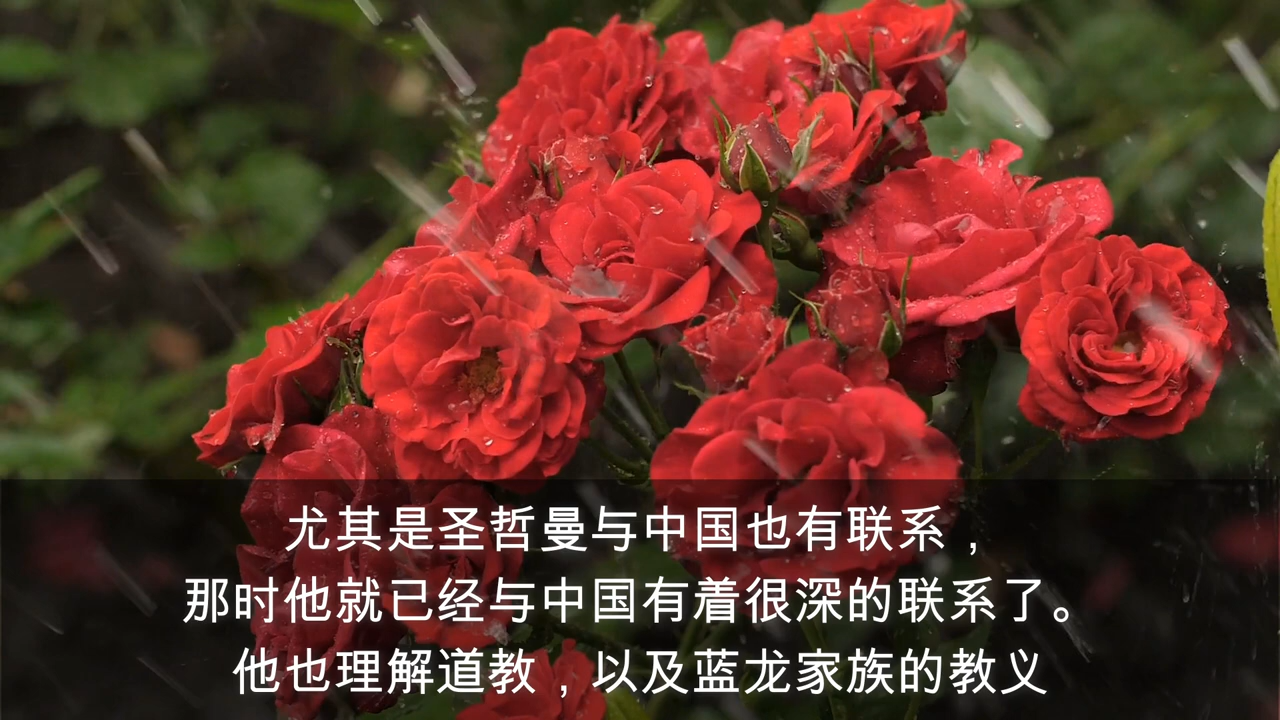 尤其是圣哲曼与中国也有联系，
那时他就已经与中国有着很深的联系了。
他也理解道教，以及蓝龙家族的教义